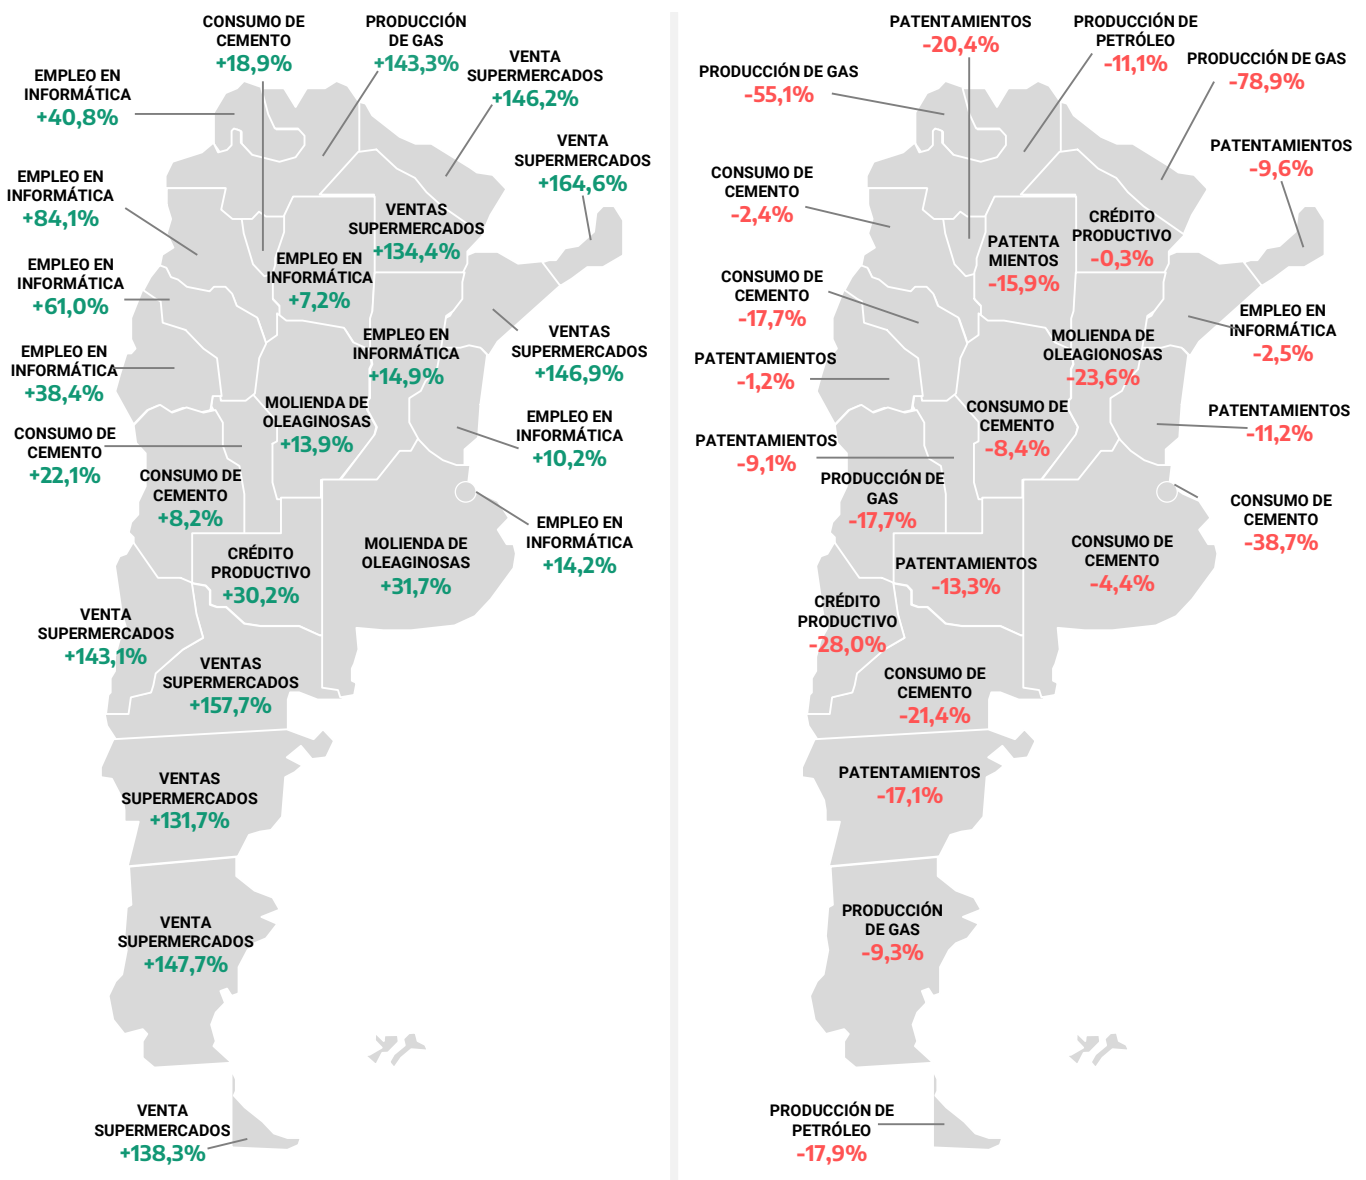 CONSUMO DE
CEMENTO
+18,9%
PRODUCCIÓN
DE GAS
+143,3%
VENTA
SUPERMERCADOS
+146,2%
EMPLEO EN
INFORMÁTICA
+40,8%
VENTA
SUPERMERCADOS
+164,6%
EMPLEO EN
INFORMÁTICA
+84,1%
VENTAS
SUPERMERCADOS
+134,4%
EMPLEO EN
INFORMÁTICA
+7,2%
EMPLEO EN
INFORMÁTICA
+61,0%
EMPLEO EN
INFORMÁTICA
+14,9%
VENTAS
SUPERMERCADOS
+146,9%
EMPLEO EN
INFORMÁTICA
+38,4%
MOLIENDA DE
OLEAGINOSAS
+13,9%
EMPLEO EN
INFORMÁTICA
+10,2%
CONSUMO DE
CEMENTO
+22,1%
CONSUMO DE
CEMENTO
+8,2%
EMPLEO EN
INFORMÁTICA
+14,2%
CRÉDITO
PRODUCTIVO
+30,2%
MOLIENDA DE
OLEAGINOSAS
+31,7%
VENTA
SUPERMERCADOS
+143,1%
VENTAS
SUPERMERCADOS
+157,7%
VENTAS
SUPERMERCADOS
+131,7%
VENTA
SUPERMERCADOS
+147,7%
VENTA
SUPERMERCADOS
+138,3%
PATENTAMIENTOS
-20,4%
PRODUCCIÓN DE
PETRÓLEO
-11,1%
PRODUCCIÓN DE GAS
-78,9%
PRODUCCIÓN DE GAS
-55,1%
PATENTAMIENTOS
-9,6%
CONSUMO DE
CEMENTO
-2,4%
CRÉDITO
PRODUCTIVO
-0,3%
PATENTA
MIENTOS
-15,9%
CONSUMO DE
CEMENTO
-17,7%
EMPLEO EN
INFORMÁTICA
-2,5%
MOLIENDA DE
OLEAGIONOSAS
-23,6%
PATENTAMIENTOS
-1,2%
CONSUMO DE
CEMENTO
-8,4%
PATENTAMIENTOS
-11,2%
PATENTAMIENTOS
-9,1%
PRODUCCIÓN DE
GAS
-17,7%
CONSUMO DE
CEMENTO
-38,7%
PATENTAMIENTOS
-13,3%
CONSUMO DE
CEMENTO
-4,4%
CRÉDITO
PRODUCTIVO
-28,0%
CONSUMO DE
CEMENTO
-21,4%
PATENTAMIENTOS
-17,1%
PRODUCCIÓN
DE GAS
-9,3%
PRODUCCIÓN DE
PETRÓLEO
-17,9%